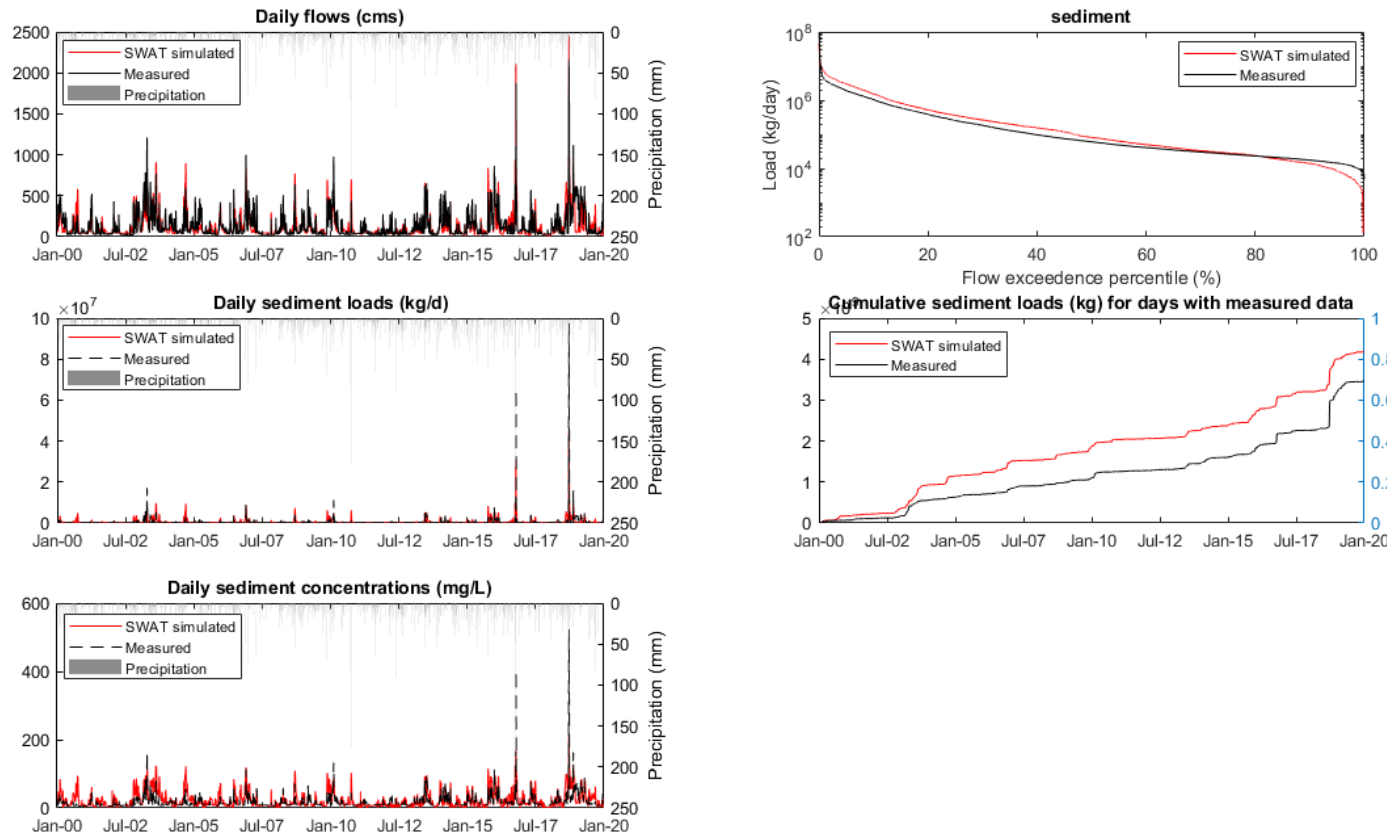 Daily flows (cms)
2500
2000
1500
1000
500
0
0
50
100
150
200
250
Precipitation (mm)
SWAT simulated
Measured
Precipitation
Jan-00 Jul-02 Jan-05 Jul-07 Jan-10 Jul-12 Jan-15 Jul-17 Jan-20
sediment
10^8
10^6
10^4
10^2
Load (kg/day)
SWAT simulated
Measured
0 20 40 60 80 100
Flow exceedence percentile (%)
Daily sediment loads (kg/d)
×10^7
10
8
6
4
2
0
0
50
100
150
200
250
Precipitation (mm)
SWAT simulated
Measured
Precipitation
Jan-00 Jul-02 Jan-05 Jul-07 Jan-10 Jul-12 Jan-15 Jul-17 Jan-20
Cumulative sediment loads (kg) for days with measured data
5
4
3
2
1
0
1
0.8
0.6
0.4
0.2
0
SWAT simulated
Measured
Jan-00 Jul-02 Jan-05 Jul-07 Jan-10 Jul-12 Jan-15 Jul-17 Jan-20
Daily sediment concentrations (mg/L)
600
400
200
0
0
50
100
150
200
250
Precipitation (mm)
SWAT simulated
Measured
Precipitation
Jan-00 Jul-02 Jan-05 Jul-07 Jan-10 Jul-12 Jan-15 Jul-17 Jan-20